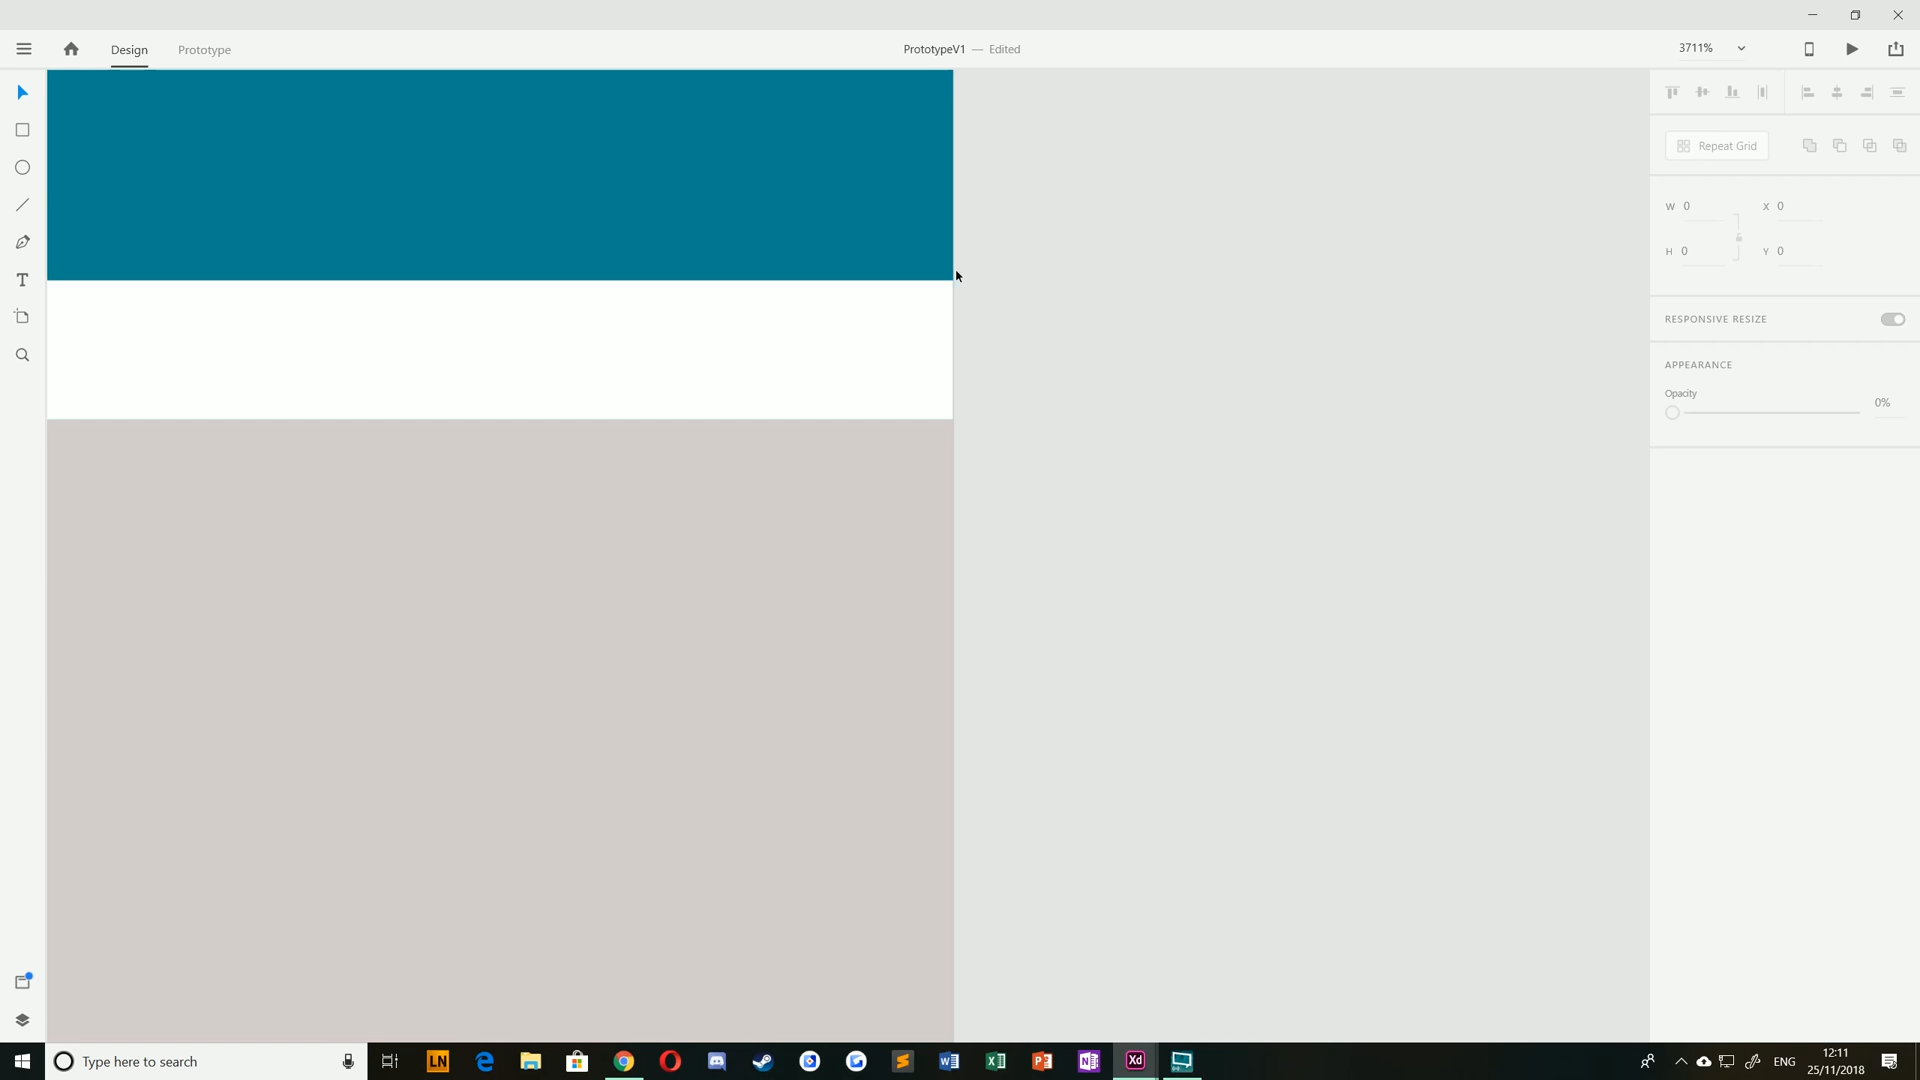 Design Prototype PrototypeV1 — Edited 3711%
Repeat Grid
W 0 X 0
H 0 Y 0
RESPONSIVE RESIZE
APPEARANCE
Opacity
0%
Type here to search LN Xd ENG 12:11
25/11/2018